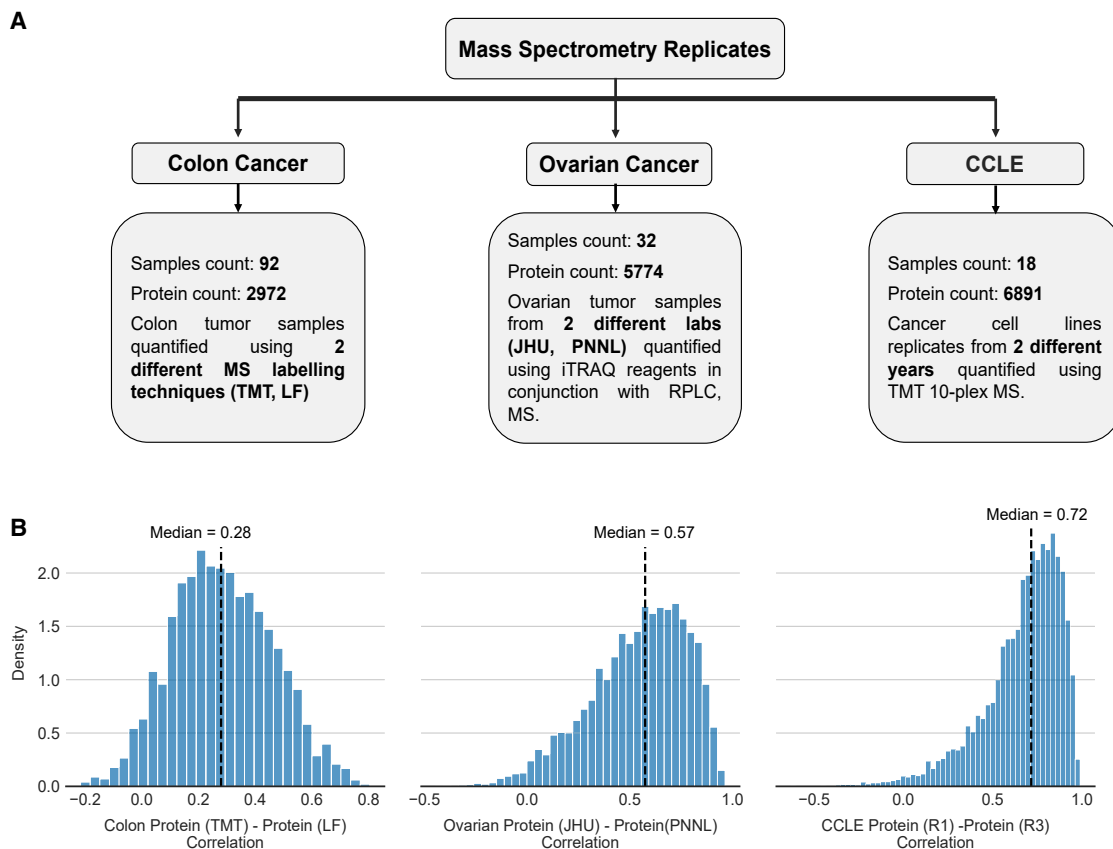 A
Mass Spectrometry Replicates
Colon Cancer
Ovarian Cancer
CCLE
Samples count: 92
Protein count: 2972
Colon tumor samples
quantified using 2
different MS labelling
techniques (TMT, LF)
Samples count: 32
Protein count: 5774
Ovarian tumor samples
from 2 different labs
(JHU, PNNL) quantified
using iTRAQ reagents in
conjunction with RPLC,
MS.
Samples count: 18
Protein count: 6891
Cancer cell lines
replicates from 2 different
years quantified using
TMT 10-plex MS.
B
Median = 0.28
Median = 0.57
Median = 0.72
Density
2.0
1.5
1.0
0.5
0.0
−0.2 0.0 0.2 0.4 0.6 0.8
Colon Protein (TMT) - Protein (LF)
Correlation
−0.5 0.0 0.5 1.0
Ovarian Protein (JHU) - Protein(PNNL)
Correlation
0.0 0.5 1.0
CCLE Protein (R1) -Protein (R3)
Correlation